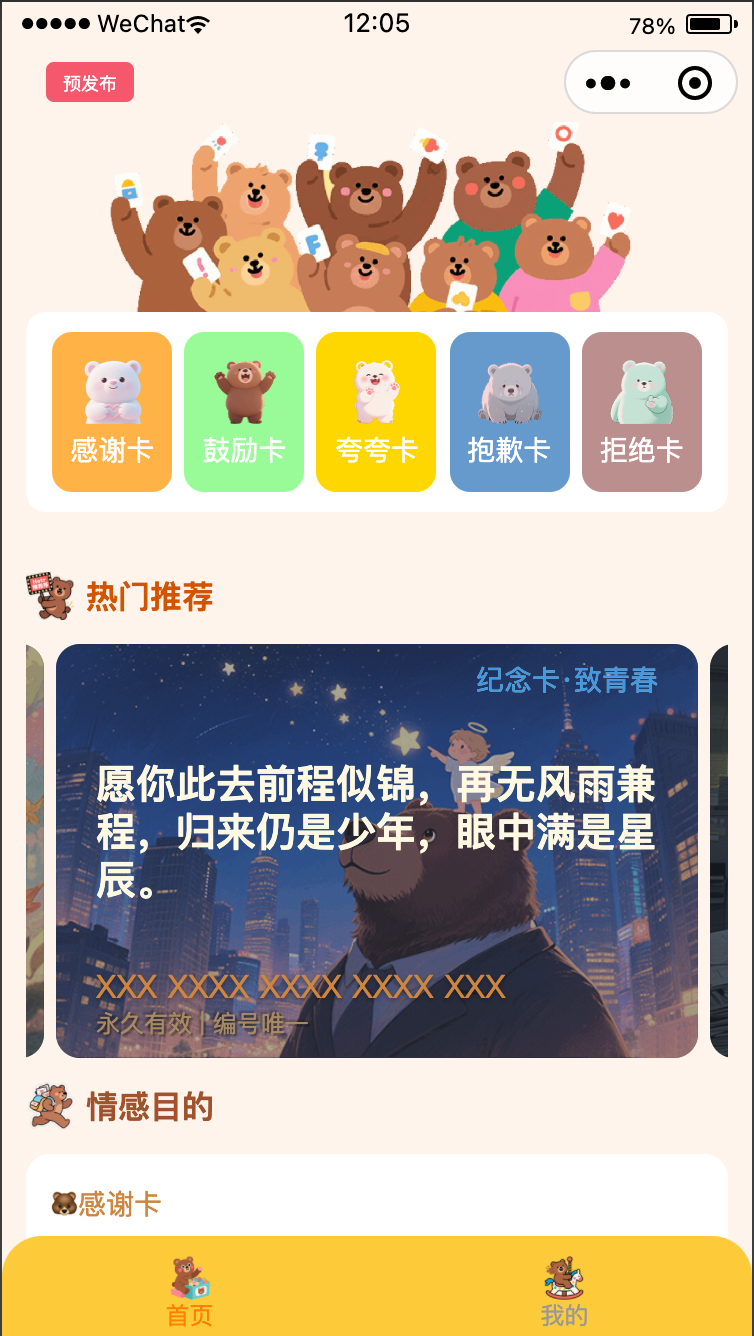 ●●●●● WeChat
12:05
78%
预发布
感谢卡
鼓励卡
夸夸卡
抱歉卡
拒绝卡
热门推荐
纪念卡·致青春
愿你此去前程似锦，再无风雨兼
程，归来仍是少年，眼中满是星
辰。
XXX XXXX XXXX XXXX XXX
永久有效 | 编号唯一
情感目的
🐻感谢卡
首页
我的